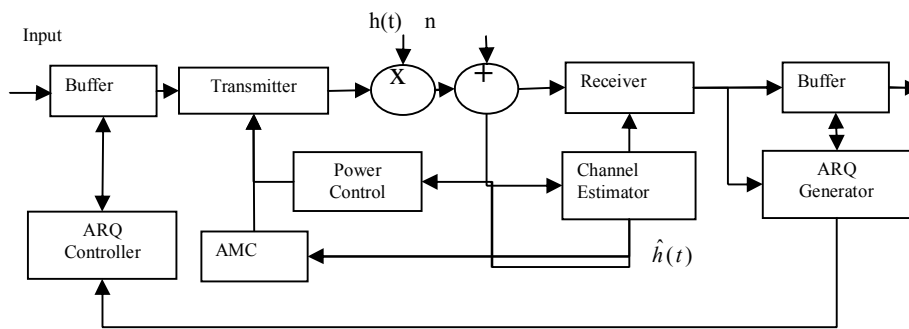 h(t) n
Input
Buffer
Transmitter
X
+
Receiver
Buffer
Power
Control
Channel
Estimator
ARQ
Generator
ARQ
Controller
AMC
ĥ(t)